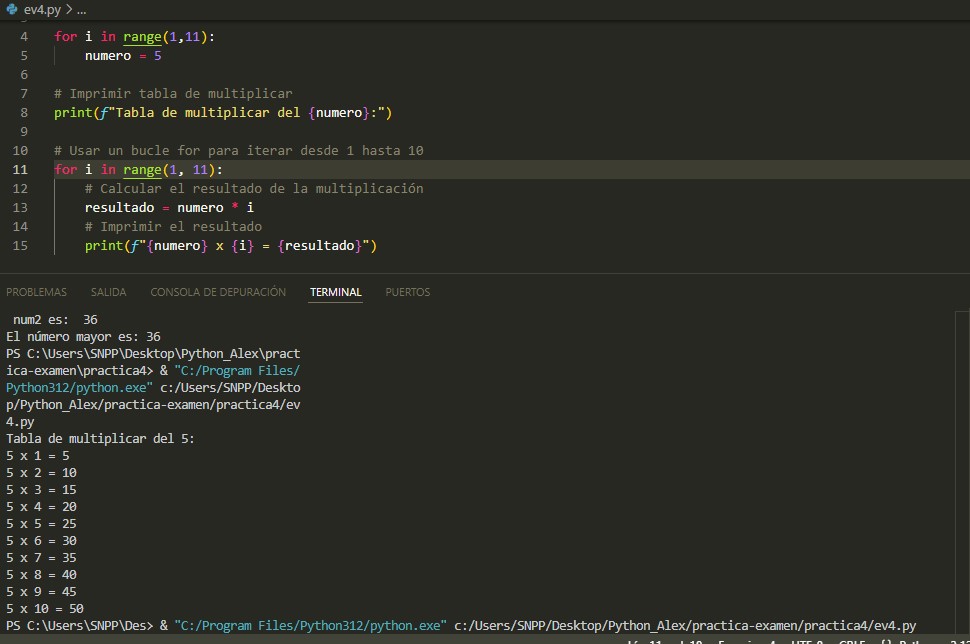 ev4.py > ...
4 for i in range(1,11):
5 numero = 5
6
7 # Imprimir tabla de multiplicar
8 print(f"Tabla de multiplicar del {numero}:")
9
10 # Usar un bucle for para iterar desde 1 hasta 10
11 for i in range(1, 11):
12 # Calcular el resultado de la multiplicación
13 resultado = numero * i
14 # Imprimir el resultado
15 print(f"{numero} x {i} = {resultado}")
PROBLEMAS SALIDA CONSOLA DE DEPURACIÓN TERMINAL PUERTOS
num2 es:  36
El número mayor es: 36
PS C:\Users\SNPP\Desktop\Python_Alex\pract
ica-examen\practica4> & "C:/Program Files/
Python312/python.exe" c:/Users/SNPP/Deskto
p/Python_Alex/practica-examen/practica4/ev
4.py
Tabla de multiplicar del 5:
5 x 1 = 5
5 x 2 = 10
5 x 3 = 15
5 x 4 = 20
5 x 5 = 25
5 x 6 = 30
5 x 7 = 35
5 x 8 = 40
5 x 9 = 45
5 x 10 = 50
PS C:\Users\SNPP\Des> & "C:/Program Files/Python312/python.exe" c:/Users/SNPP/Desktop/Python_Alex/practica-examen/practica4/ev4.py